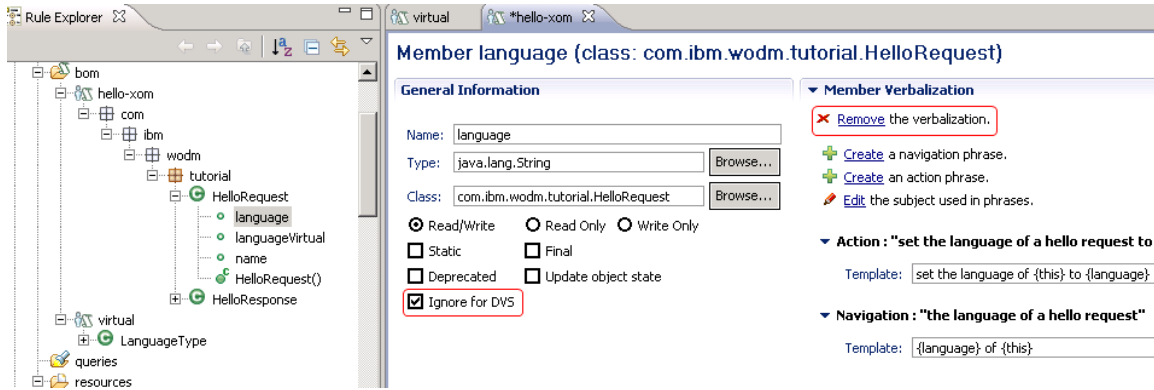 Rule Explorer
bom
hello-xom
com
ibm
wodm
tutorial
HelloRequest
language
languageVirtual
name
HelloRequest()
HelloResponse
virtual
LanguageType
queries
resources
virtual
*hello-xom
Member language (class: com.ibm.wodm.tutorial.HelloRequest)
General Information
Name: language
Type: java.lang.String Browse...
Class: com.ibm.wodm.tutorial.HelloRequest Browse...
Read/Write Read Only Write Only
Static Final
Deprecated Update object state
Ignore for DVS
Member Verbalization
Remove the verbalization.
Create a navigation phrase.
Create an action phrase.
Edit the subject used in phrases.
Action : "set the language of a hello request to
Template: set the language of {this} to {language}
Navigation : "the language of a hello request"
Template: {language} of {this}